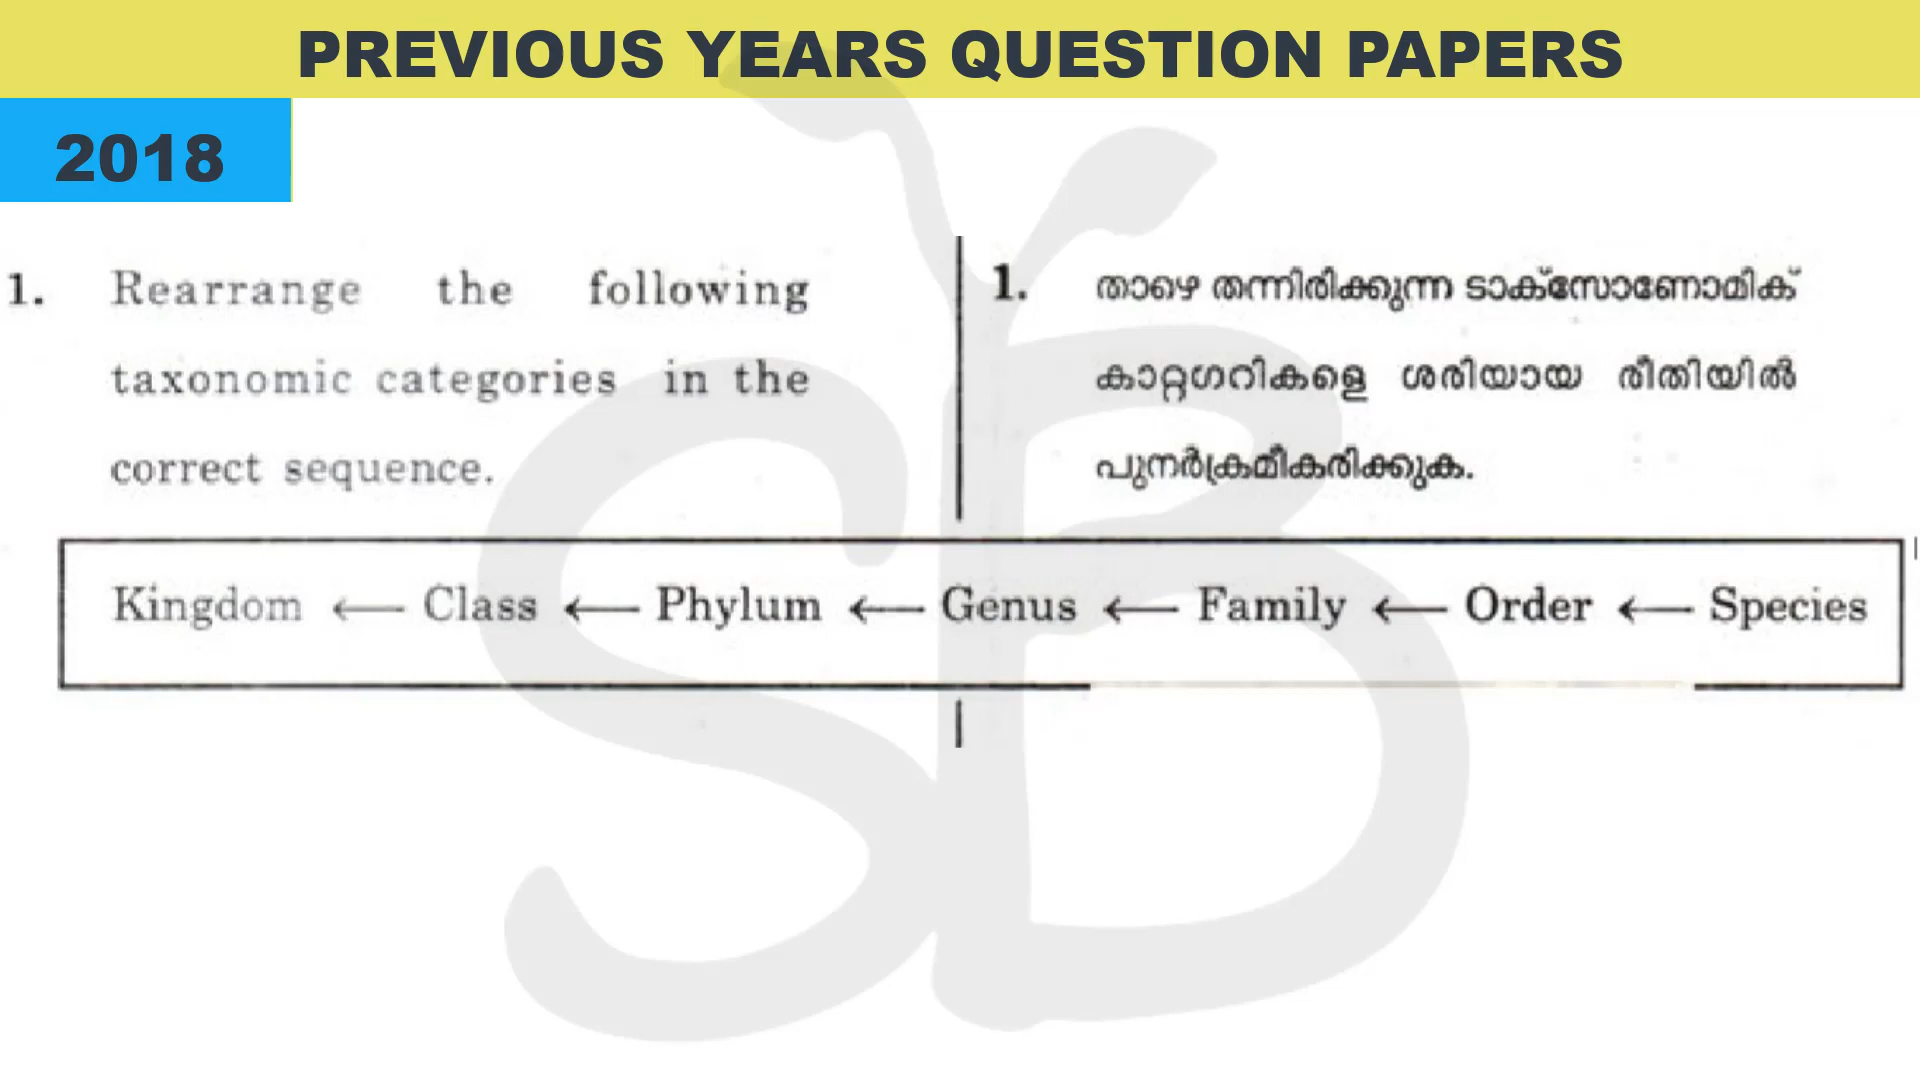 PREVIOUS YEARS QUESTION PAPERS
2018
1. Rearrange the following
taxonomic categories in the
correct sequence.
1. താഴെ തന്നിരിക്കുന്ന ടാക്സോണോമിക്
കാറ്റഗറികളെ ശരിയായ രീതിയിൽ
പുനർക്രമീകരിക്കുക.
Kingdom ← Class ← Phylum ← Genus ← Family ← Order ← Species
SB